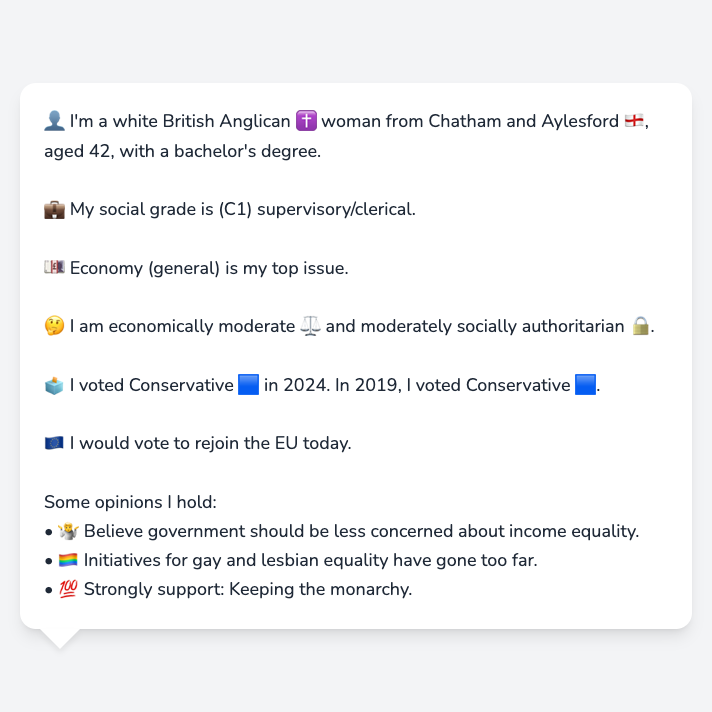 👤 I'm a white British Anglican ✝️ woman from Chatham and Aylesford 🏴󠁧󠁢󠁥󠁮󠁧󠁿,
aged 42, with a bachelor's degree.
💼 My social grade is (C1) supervisory/clerical.
💷 Economy (general) is my top issue.
🤔 I am economically moderate ⚖️ and moderately socially authoritarian 🔒.
🗳️ I voted Conservative 🟦 in 2024. In 2019, I voted Conservative 🟦.
🇪🇺 I would vote to rejoin the EU today.
Some opinions I hold:
• 🤷 Believe government should be less concerned about income equality.
• 🏳️‍🌈 Initiatives for gay and lesbian equality have gone too far.
• 💯 Strongly support: Keeping the monarchy.